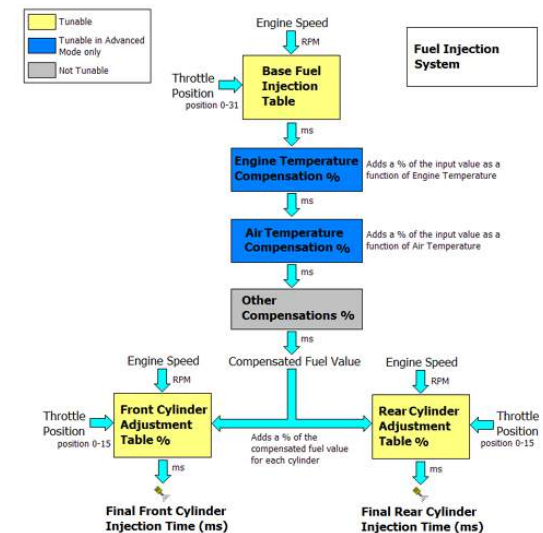 Tunable
Tunable in Advanced
Mode only
Not Tunable
Engine Speed
RPM
Fuel Injection
System
Throttle
Position
position 0-31
Base Fuel
Injection
Table
ms
Engine Temperature
Compensation %
Adds a % of the input value as a
function of Engine Temperature
ms
Air Temperature
Compensation %
Adds a % of the input value as a
function of Air Temperature
ms
Other
Compensations %
ms
Compensated Fuel Value
Engine Speed
RPM
Engine Speed
RPM
Throttle
Position
position 0-15
Front Cylinder
Adjustment
Table %
Adds a % of the
compensated fuel value
for each cylinder
Rear Cylinder
Adjustment
Table %
Throttle
Position
position 0-15
ms
ms
Final Front Cylinder
Injection Time (ms)
Final Rear Cylinder
Injection Time (ms)